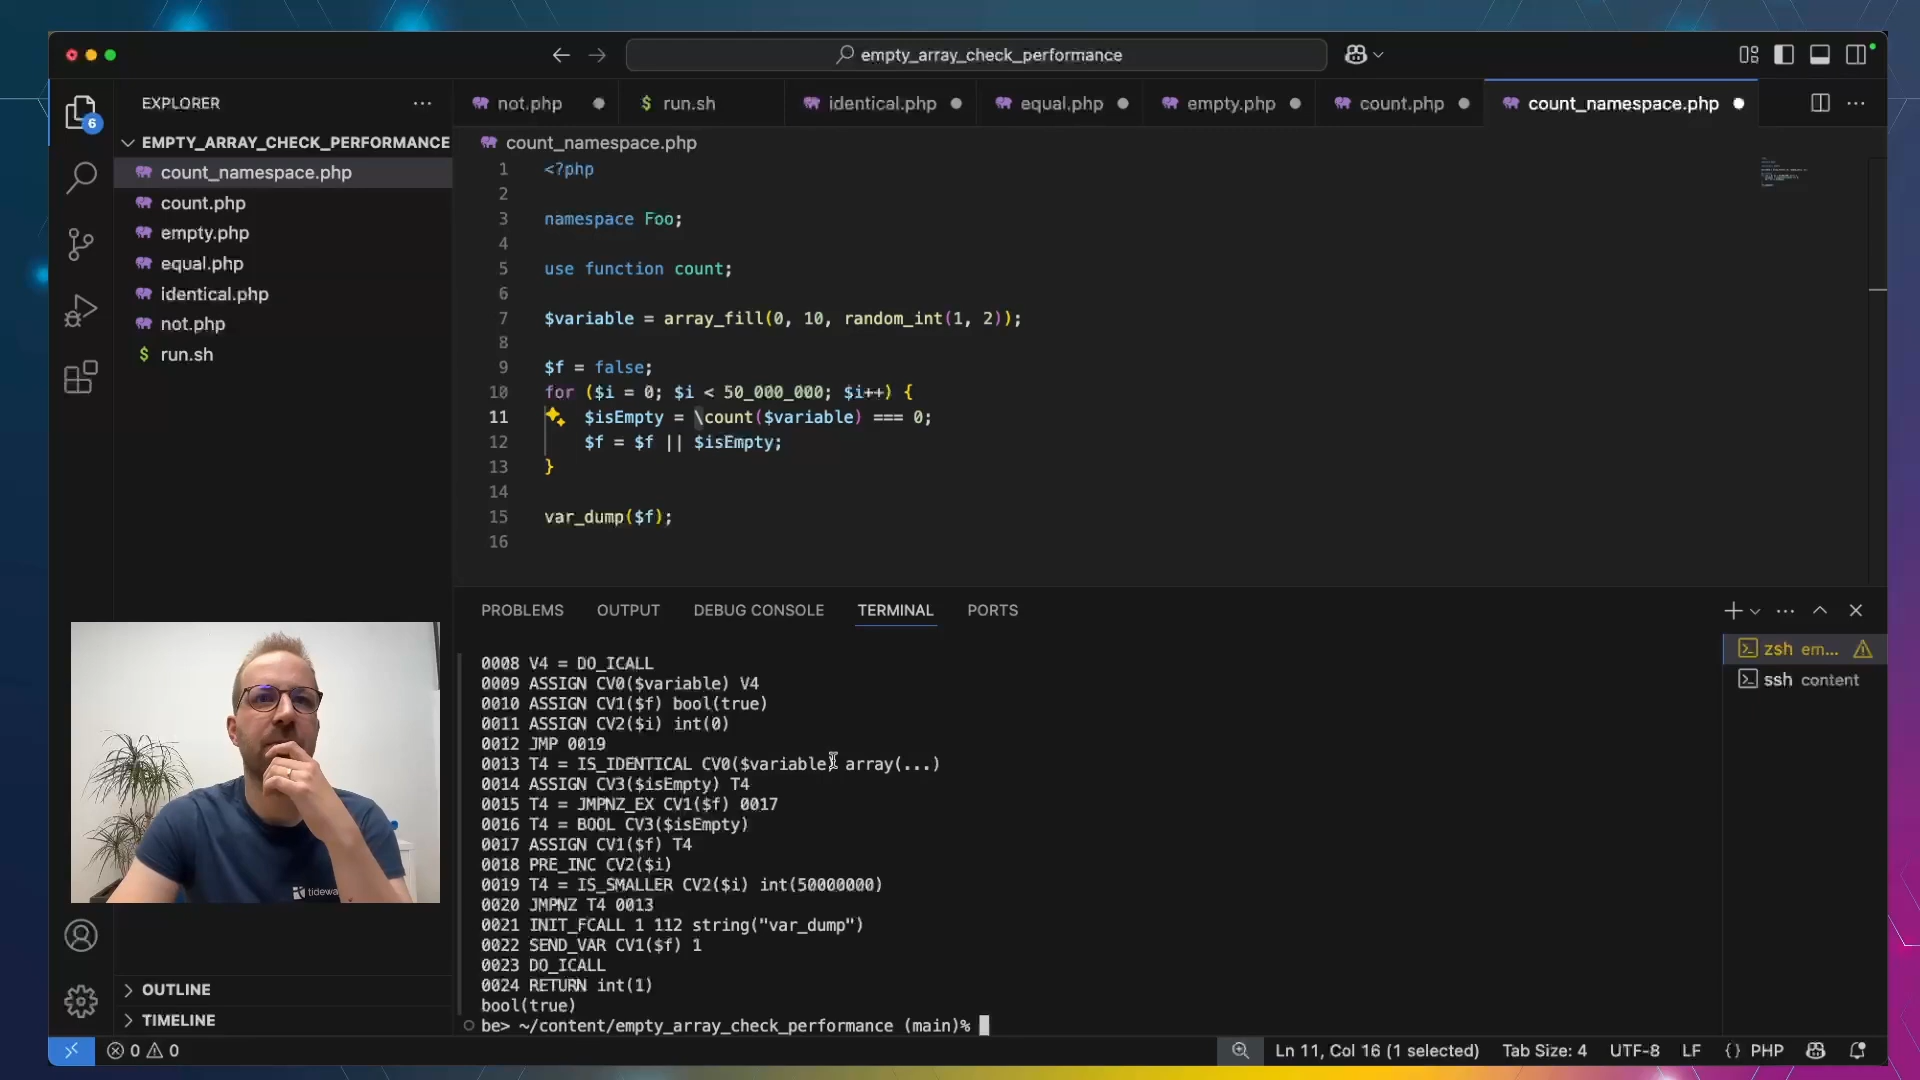 empty_array_check_performance
EXPLORER
6
EMPTY_ARRAY_CHECK_PERFORMANCE
count_namespace.php
count.php
empty.php
equal.php
identical.php
not.php
$ run.sh
OUTLINE
TIMELINE
not.php
$ run.sh
identical.php
equal.php
empty.php
count.php
count_namespace.php
count_namespace.php
1 <?php
2
3 namespace Foo;
4
5 use function count;
6
7 $variable = array_fill(0, 10, random_int(1, 2));
8
9 $f = false;
10 for ($i = 0; $i < 50_000_000; $i++) {
11 $isEmpty = \count($variable) === 0;
12 $f = $f || $isEmpty;
13 }
14
15 var_dump($f);
16
PROBLEMS OUTPUT DEBUG CONSOLE TERMINAL PORTS
0008 V4 = DO_ICALL
0009 ASSIGN CV0($variable) V4
0010 ASSIGN CV1($f) bool(true)
0011 ASSIGN CV2($i) int(0)
0012 JMP 0019
0013 T4 = IS_IDENTICAL CV0($variable) array(...)
0014 ASSIGN CV3($isEmpty) T4
0015 T4 = JMPNZ_EX CV1($f) 0017
0016 T4 = BOOL CV3($isEmpty)
0017 ASSIGN CV1($f) T4
0018 PRE_INC CV2($i)
0019 T4 = IS_SMALLER CV2($i) int(50000000)
0020 JMPNZ T4 0013
0021 INIT_FCALL 1 112 string("var_dump")
0022 SEND_VAR CV1($f) 1
0023 DO_ICALL
0024 RETURN int(1)
bool(true)
be> ~/content/empty_array_check_performance (main)%
zsh em...
ssh content
tidewa
0 0
Ln 11, Col 16 (1 selected) Tab Size: 4 UTF-8 LF {} PHP